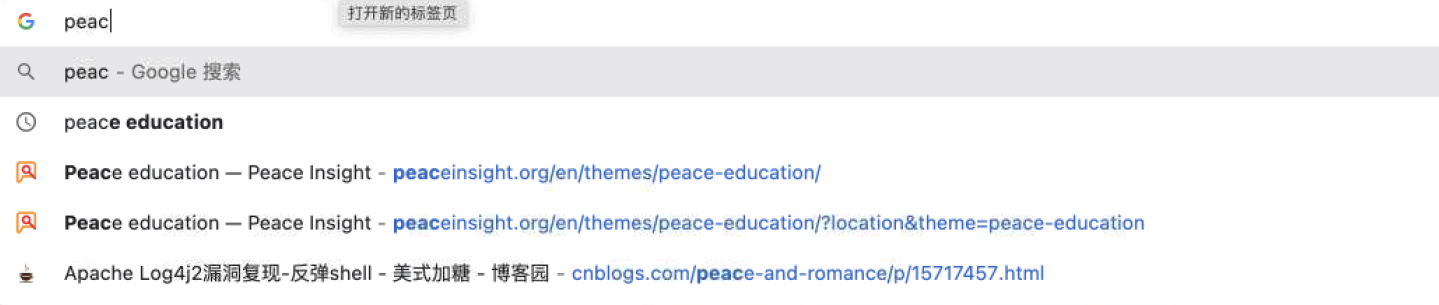 peac 打开新的标签页
peac - Google 搜索
peace education
Peace education — Peace Insight - peaceinsight.org/en/themes/peace-education/
Peace education — Peace Insight - peaceinsight.org/en/themes/peace-education/?location&theme=peace-education
Apache Log4j2漏洞复现-反弹shell - 美式加糖 - 博客园 - cnblogs.com/peace-and-romance/p/15717457.html